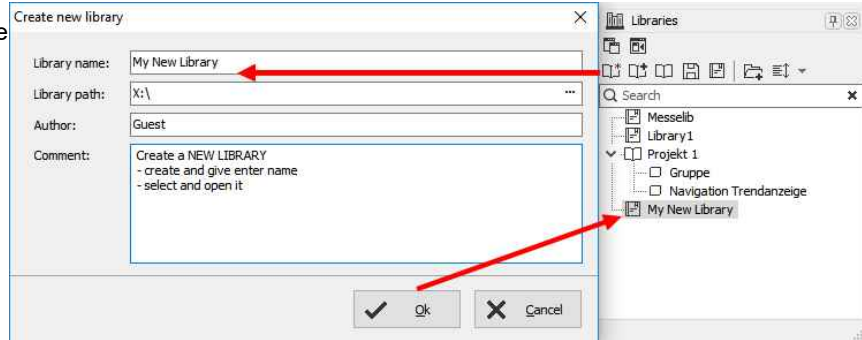 e
Create new library
Library name: My New Library
Library path: X:\ ...
Author: Guest
Comment: Create a NEW LIBRARY
- create and give enter name
- select and open it
Ok Cancel
Libraries
Search
Messelib
Library1
Projekt 1
Gruppe
Navigation Trendanzeige
My New Library